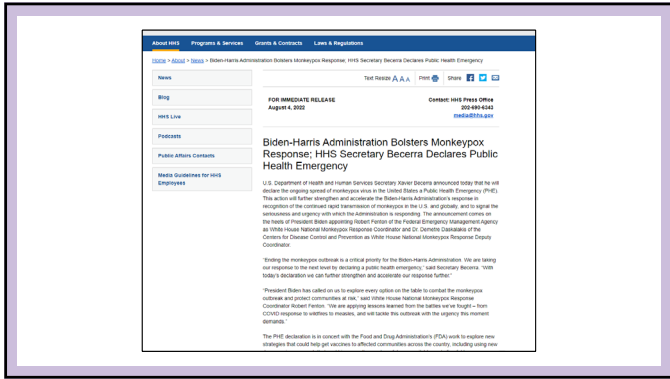 About HHS Programs & Services Grants & Contracts Laws & Regulations
Home > About > News > Biden-Harris Administration Bolsters Monkeypox Response; HHS Secretary Becerra Declares Public Health Emergency
News
Blog
HHS Live
Podcasts
Public Affairs Contacts
Media Guidelines for HHS
Employees
Text Resize A A A Print Share
FOR IMMEDIATE RELEASE
August 4, 2022
Contact: HHS Press Office
202-690-6343
media@hhs.gov
Biden-Harris Administration Bolsters Monkeypox
Response; HHS Secretary Becerra Declares Public
Health Emergency
U.S. Department of Health and Human Services Secretary Xavier Becerra announced today that he will
declare the ongoing spread of monkeypox virus in the United States a Public Health Emergency (PHE).
This action will further strengthen and accelerate the Biden-Harris Administration's response in
recognition of the continued rapid transmission of monkeypox in the U.S. and globally, and to signal the
seriousness and urgency with which the Administration is responding. The announcement comes on
the heels of President Biden appointing Robert Fenton of the Federal Emergency Management Agency
as White House National Monkeypox Response Coordinator and Dr. Demetre Daskalakis of the
Centers for Disease Control and Prevention as White House National Monkeypox Response Deputy
Coordinator.
"Ending the monkeypox outbreak is a critical priority for the Biden-Harris Administration. We are taking
our response to the next level by declaring a public health emergency," said Secretary Becerra. "With
today's declaration we can further strengthen and accelerate our response further."
"President Biden has called on us to explore every option on the table to combat the monkeypox
outbreak and protect communities at risk," said White House National Monkeypox Response
Coordinator Robert Fenton. "We are applying lessons learned from the battles we've fought – from
COVID response to wildfires to measles, and will tackle this outbreak with the urgency this moment
demands."
The PHE declaration is in concert with the Food and Drug Administration's (FDA) work to explore new
strategies that could help get vaccines to affected communities across the country, including using new